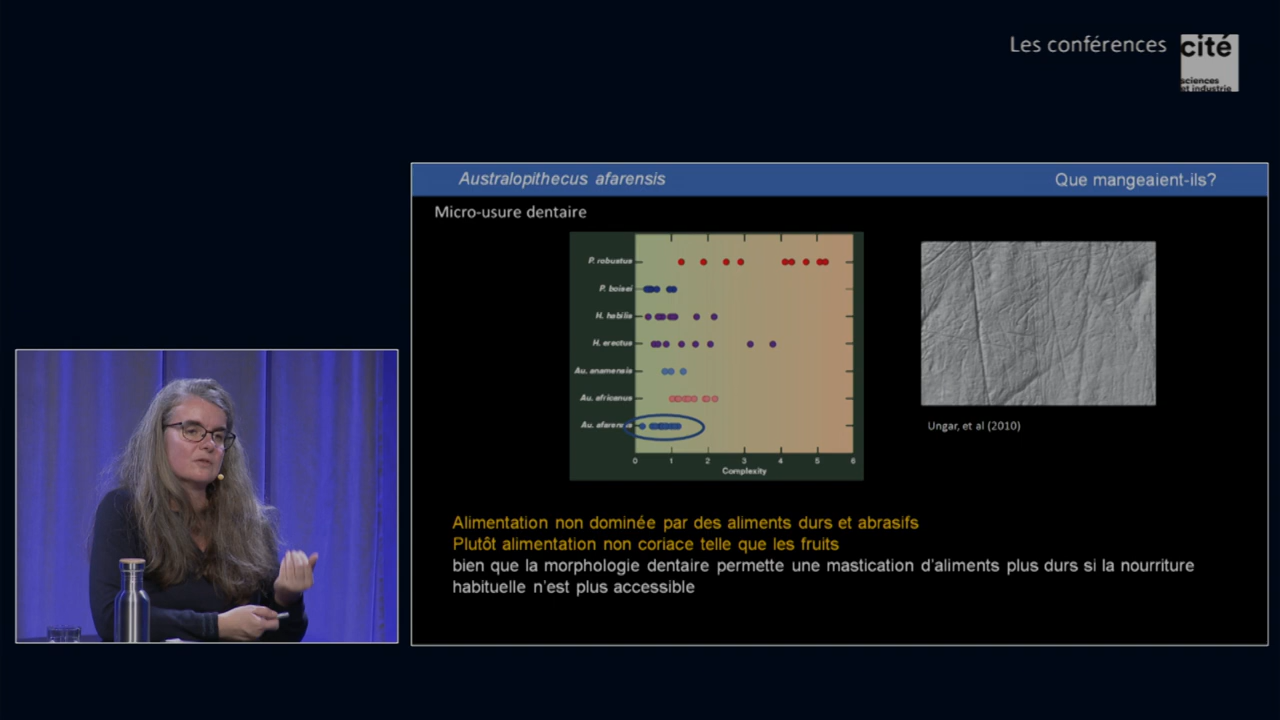 Les conférences
cité
sciences
et industrie
Australopithecus afarensis
Que mangeaient-ils?
Micro-usure dentaire
P. robustus
P. boisei
H. habilis
H. erectus
Au. anamensis
Au. africanus
Au. afarensis
0 1 2 3 4 5 6
Complexity
Ungar, et al (2010)
Alimentation non dominée par des aliments durs et abrasifs
Plutôt alimentation non coriace telle que les fruits
bien que la morphologie dentaire permette une mastication d'aliments plus durs si la nourriture
habituelle n'est plus accessible